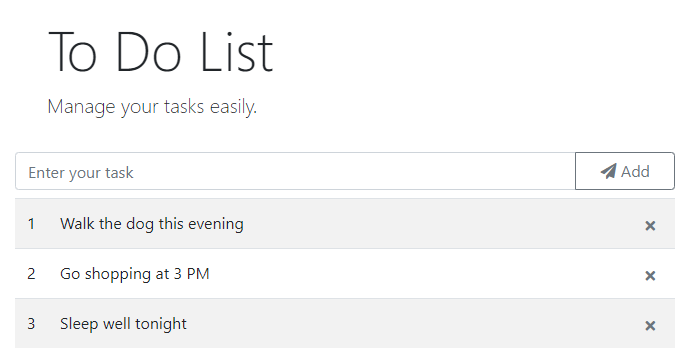 To Do List
Manage your tasks easily.
Enter your task Add
1 Walk the dog this evening
2 Go shopping at 3 PM
3 Sleep well tonight